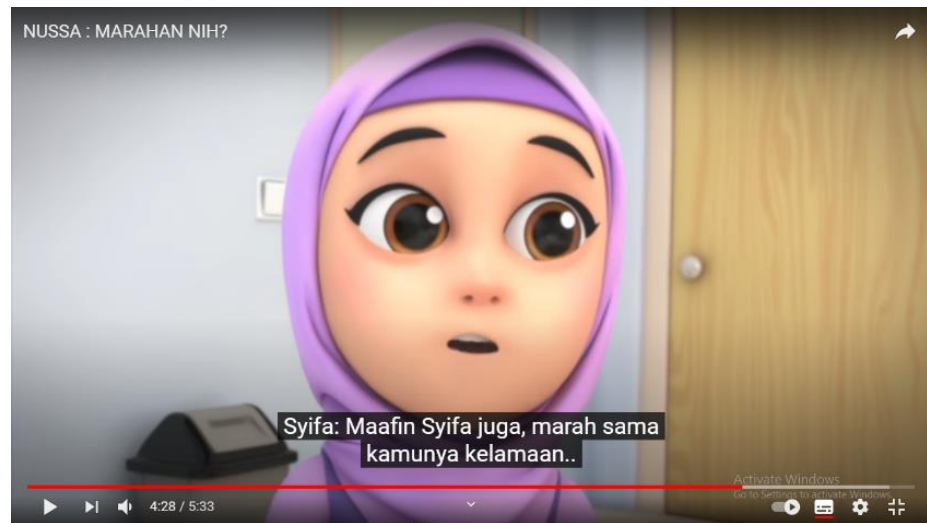 NUSSA : MARAHAN NIH?
Syifa: Maafin Syifa juga, marah sama
kamunya kelamaan..
Activate Windows
Go to Settings to activate Windows.
4:28 / 5:33